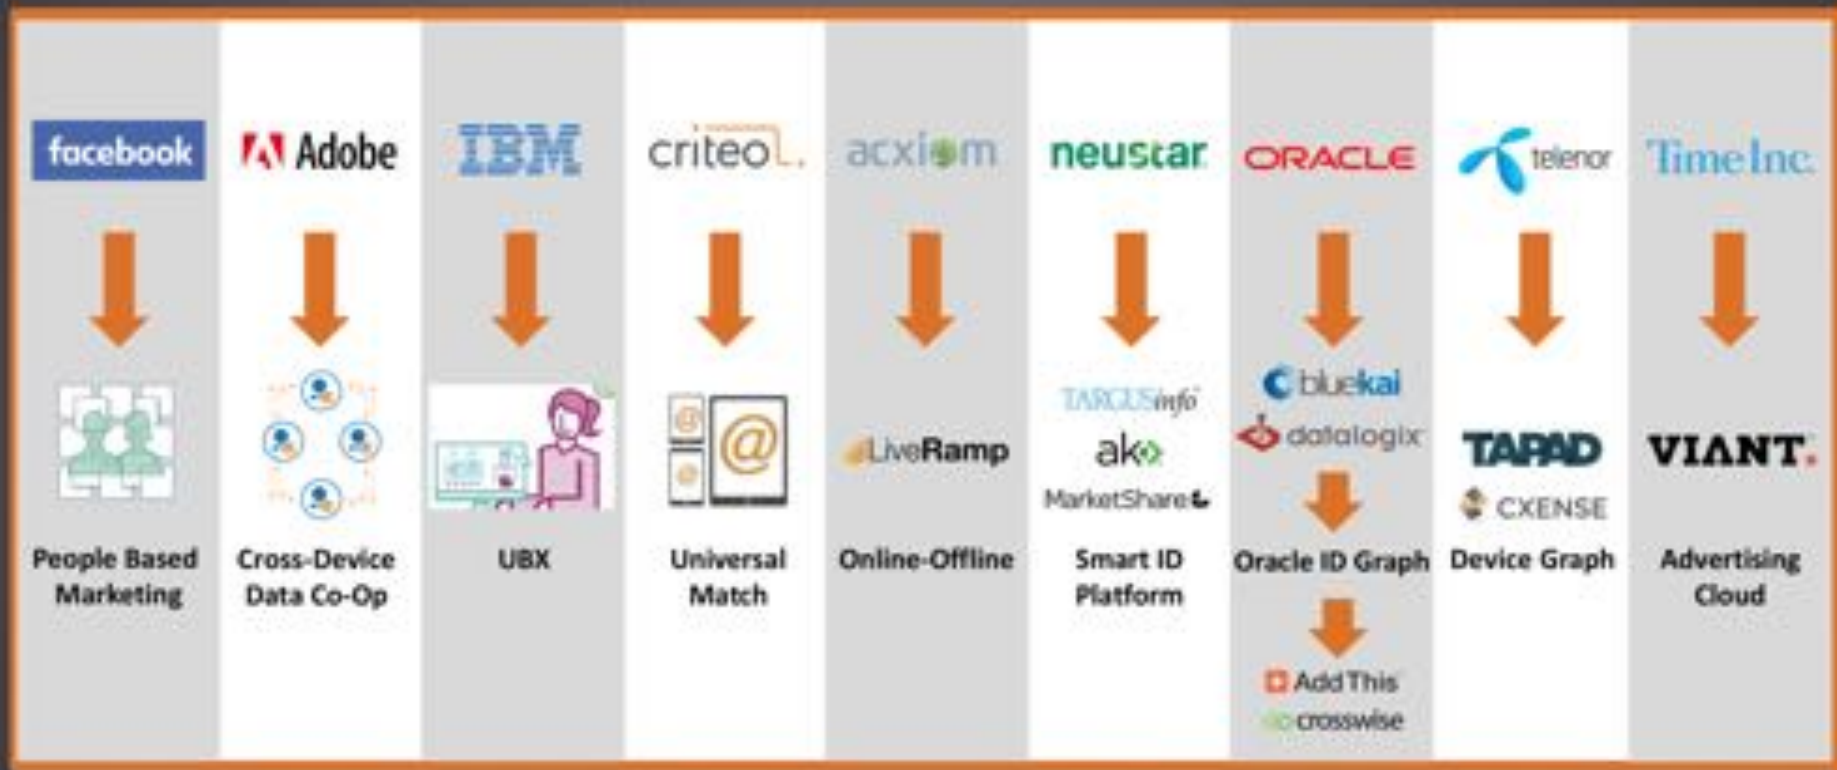 facebook
People Based
Marketing
Adobe
Cross-Device
Data Co-Op
IBM
UBX
criteo
@
@
@
Universal
Match
acxiom
LiveRamp
Online-Offline
neustar
TARGUSinfo
ako
MarketShare
Smart ID
Platform
ORACLE
bluekai
datalogix
Oracle ID Graph
AddThis
crosswise
telenor
TAPAD
CXENSE
Device Graph
Time Inc.
VIANT.
Advertising
Cloud